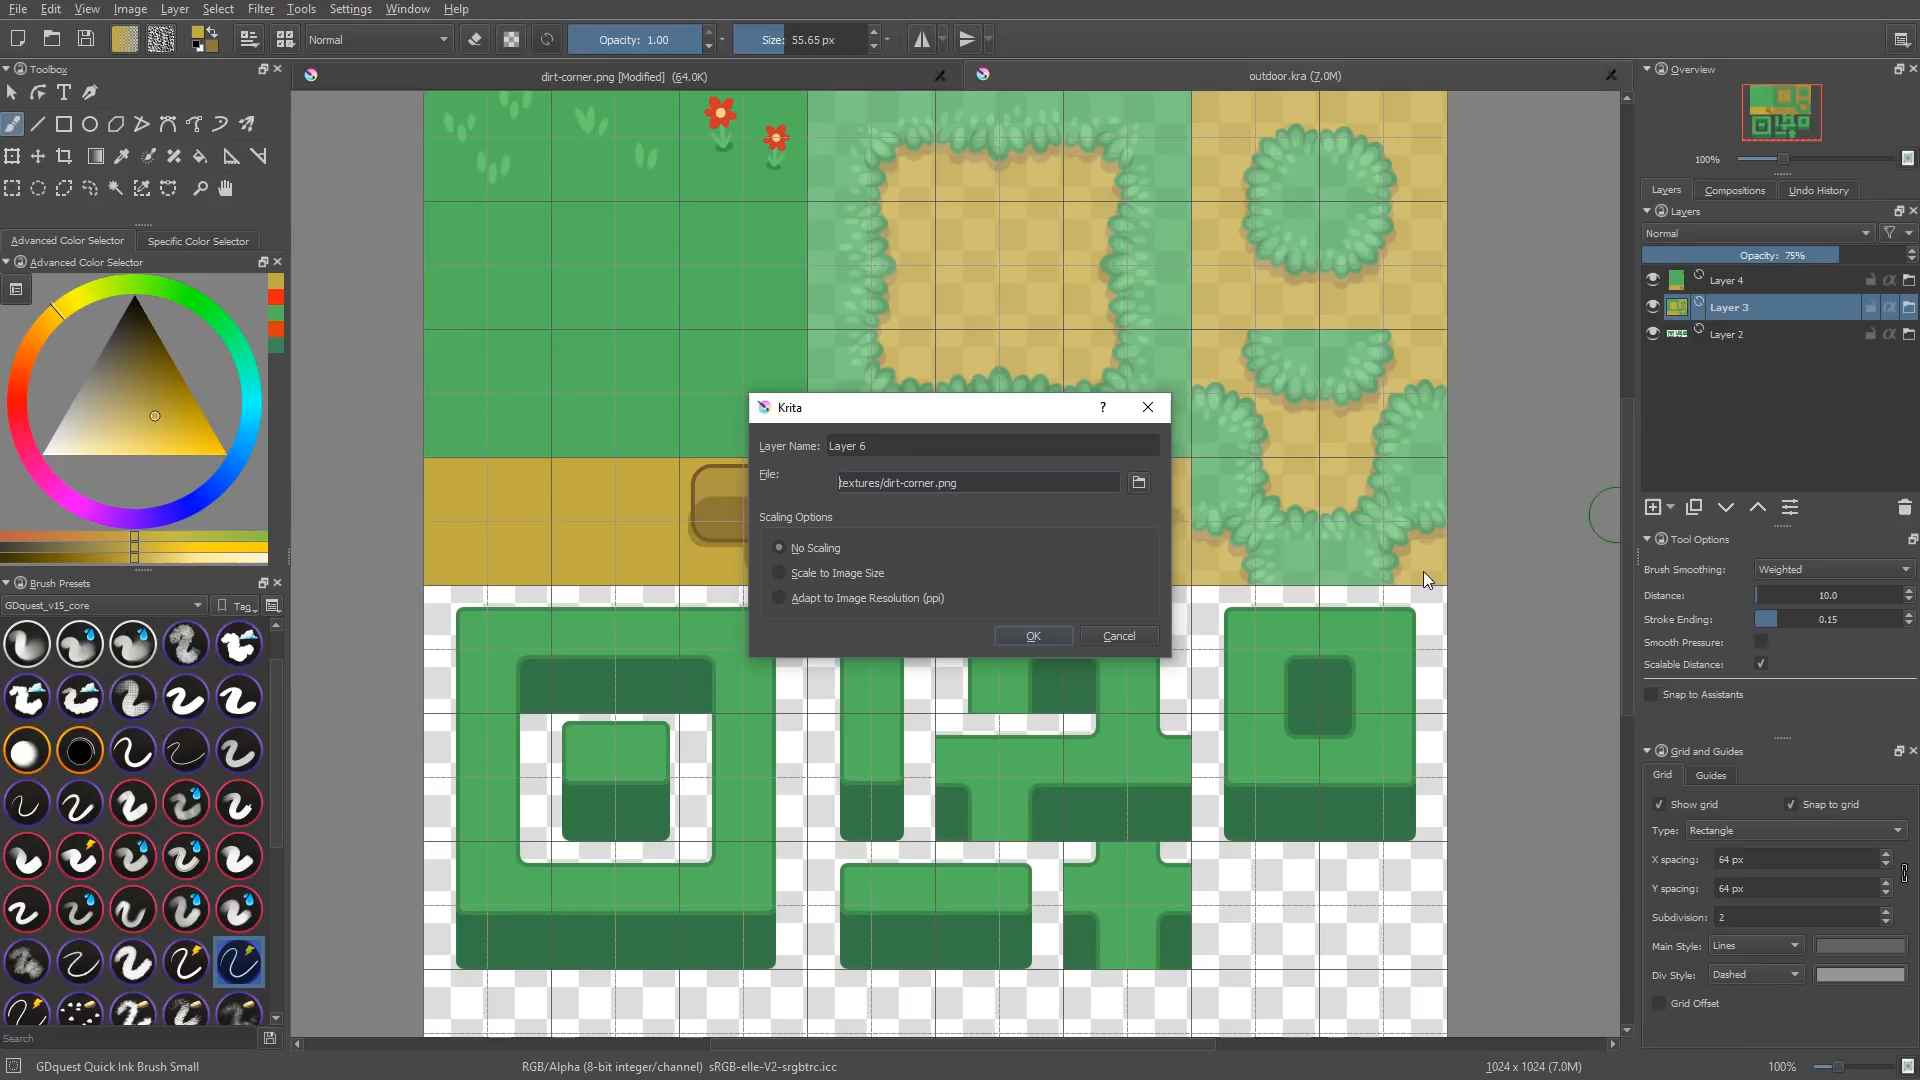 File Edit View Image Layer Select Filter Tools Settings Window Help
Normal Opacity: 1.00 Size: 55.65 px
Toolbox
dirt-corner.png [Modified] (64.0K)
outdoor.kra (7.0M)
Overview
100%
Layers Compositions Undo History
Layers
Normal
Opacity: 75%
Layer 4
Layer 3
Layer 2
Advanced Color Selector Specific Color Selector
Advanced Color Selector
Krita
?
Layer Name: Layer 6
File: textures/dirt-corner.png
Scaling Options
No Scaling
Scale to Image Size
Adapt to Image Resolution (ppi)
OK Cancel
Tool Options
Brush Smoothing: Weighted
Distance: 10.0
Stroke Ending: 0.15
Smooth Pressure:
Scalable Distance:
Snap to Assistants
Brush Presets
GDquest_v15_core Tag
Grid and Guides
Grid Guides
Show grid Snap to grid
Type: Rectangle
X spacing: 64 px
Y spacing: 64 px
Subdivision: 2
Main Style: Lines
Div Style: Dashed
Grid Offset
Search
GDquest Quick Ink Brush Small
RGB/Alpha (8-bit integer/channel) sRGB-elle-V2-srgbtrc.icc
1024 x 1024 (7.0M)
100%